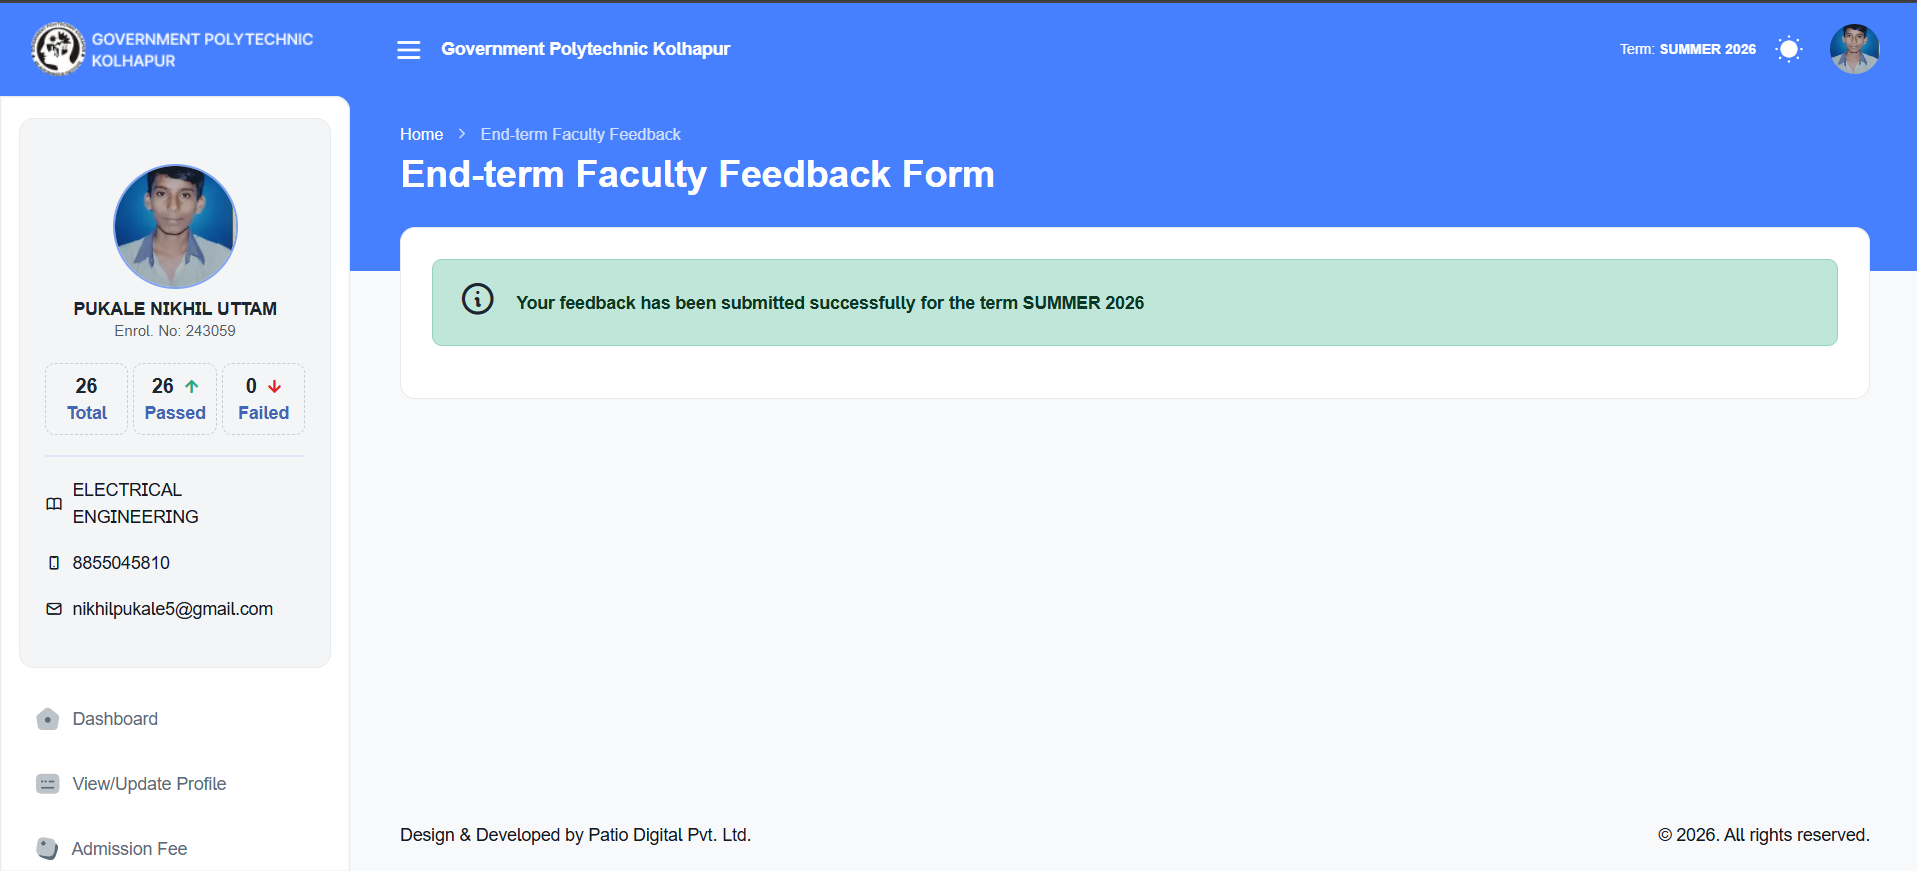 GOVERNMENT POLYTECHNIC
KOLHAPUR
Government Polytechnic Kolhapur
Term: SUMMER 2026
Home > End-term Faculty Feedback
End-term Faculty Feedback Form
Your feedback has been submitted successfully for the term SUMMER 2026
PUKALE NIKHIL UTTAM
Enrol. No: 243059
26 26 0
Total Passed Failed
ELECTRICAL
ENGINEERING
8855045810
nikhilpukale5@gmail.com
Dashboard
View/Update Profile
Admission Fee
Design & Developed by Patio Digital Pvt. Ltd.
© 2026. All rights reserved.